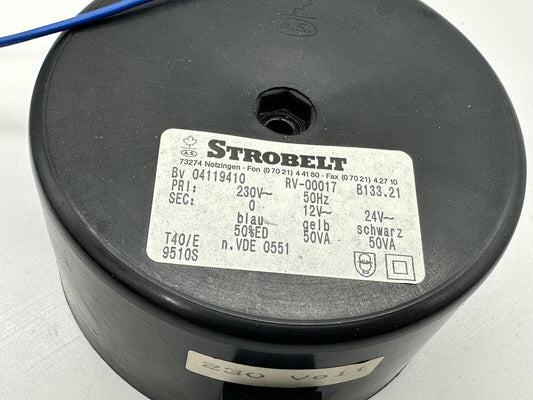 A.S.
A.S.
STROBELT
73274 Notzingen - Fon (0 70 21) 4 41 80 - Fax (0 70 21) 4 27 10
Bv 04119410 RV-00017 B133.21
PRI: 230V~ 50Hz
SEC: 0 12V~ 24V~
blau gelb schwarz
50%ED 50VA 50VA
T40/E n.VDE 0551
9510S
230 Volt